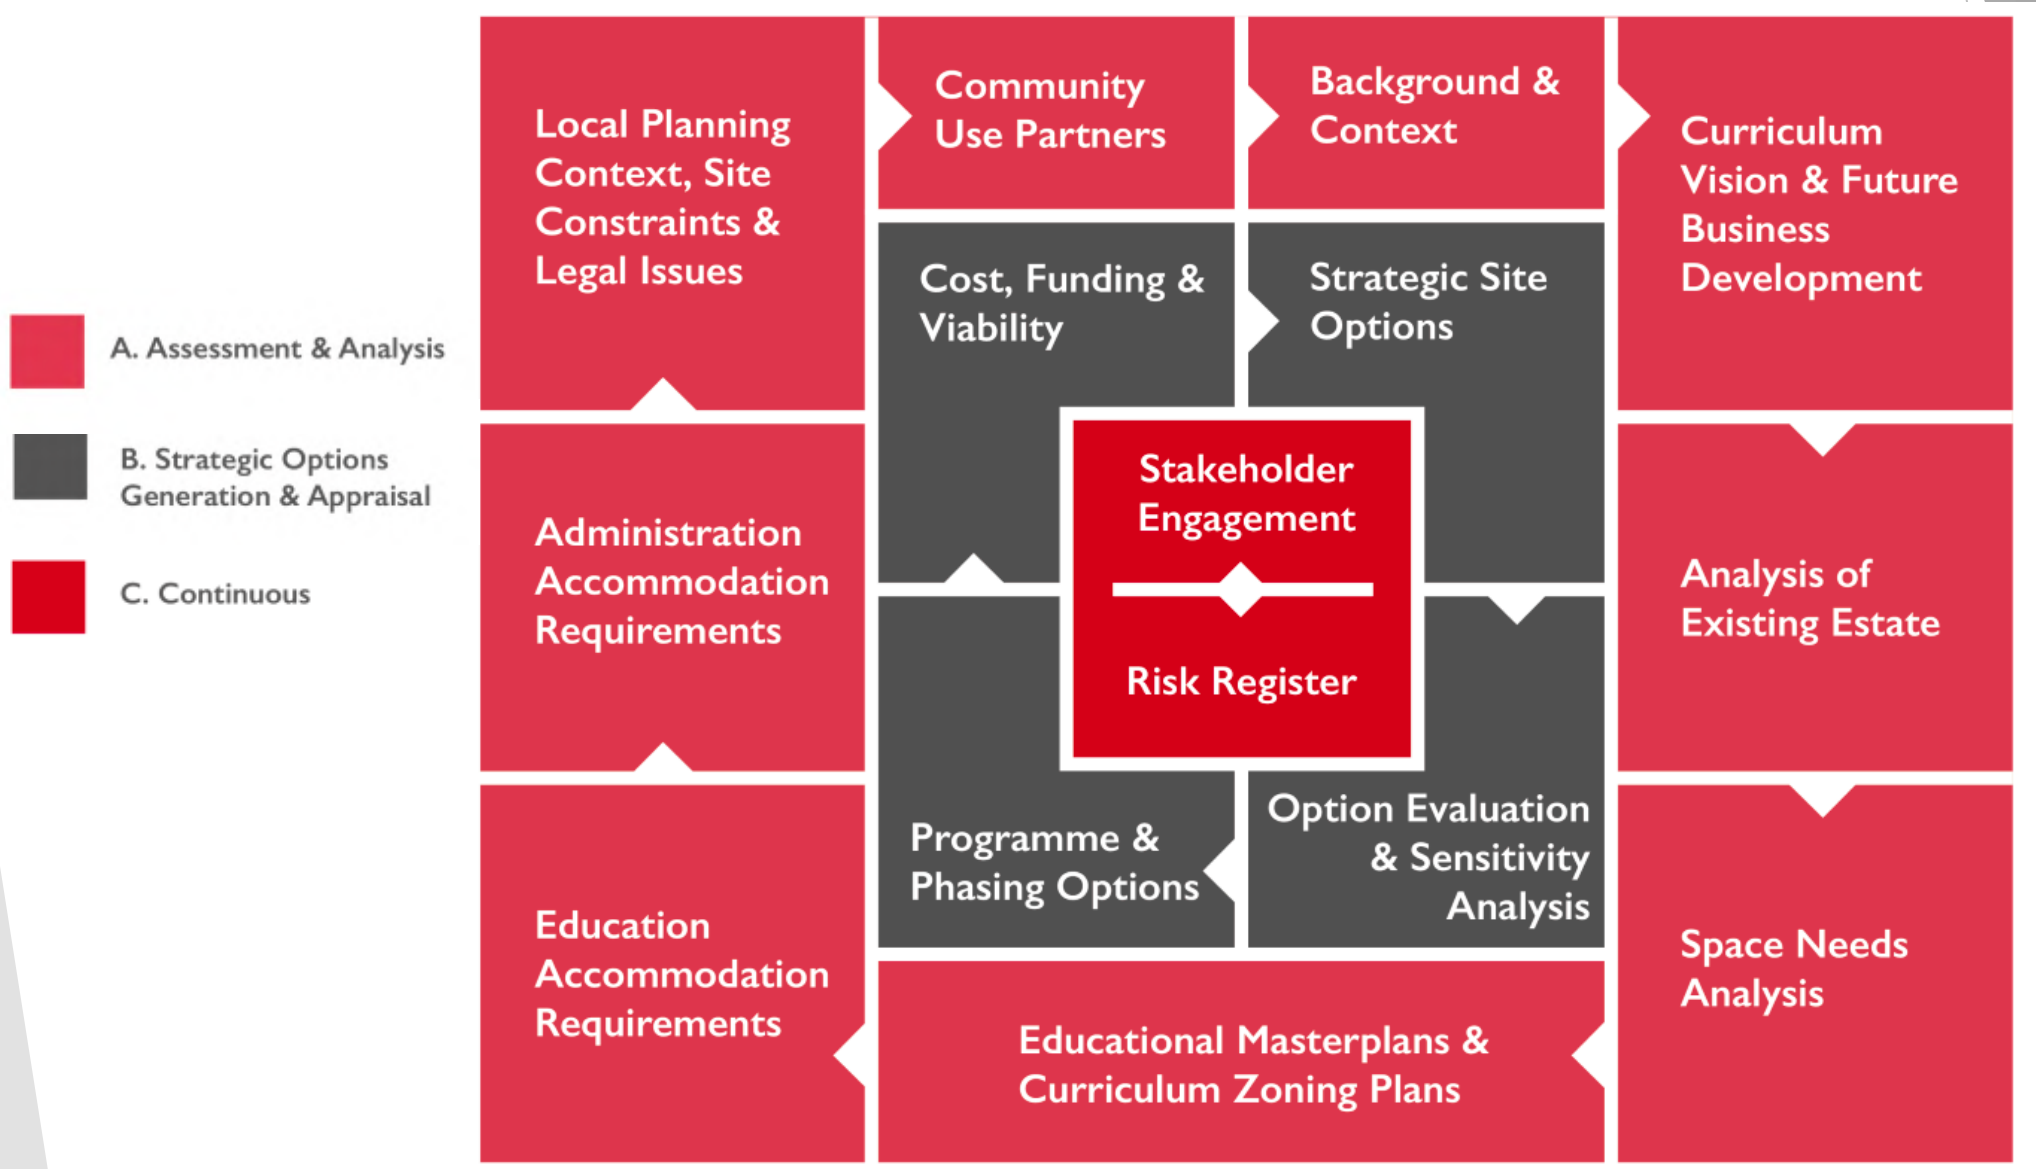 A. Assessment & Analysis
B. Strategic Options
Generation & Appraisal
C. Continuous
Local Planning
Context, Site
Constraints &
Legal Issues
Community
Use Partners
Background &
Context
Curriculum
Vision & Future
Business
Development
Cost, Funding &
Viability
Strategic Site
Options
Stakeholder
Engagement
Risk Register
Administration
Accommodation
Requirements
Analysis of
Existing Estate
Programme &
Phasing Options
Option Evaluation
& Sensitivity
Analysis
Education
Accommodation
Requirements
Educational Masterplans &
Curriculum Zoning Plans
Space Needs
Analysis